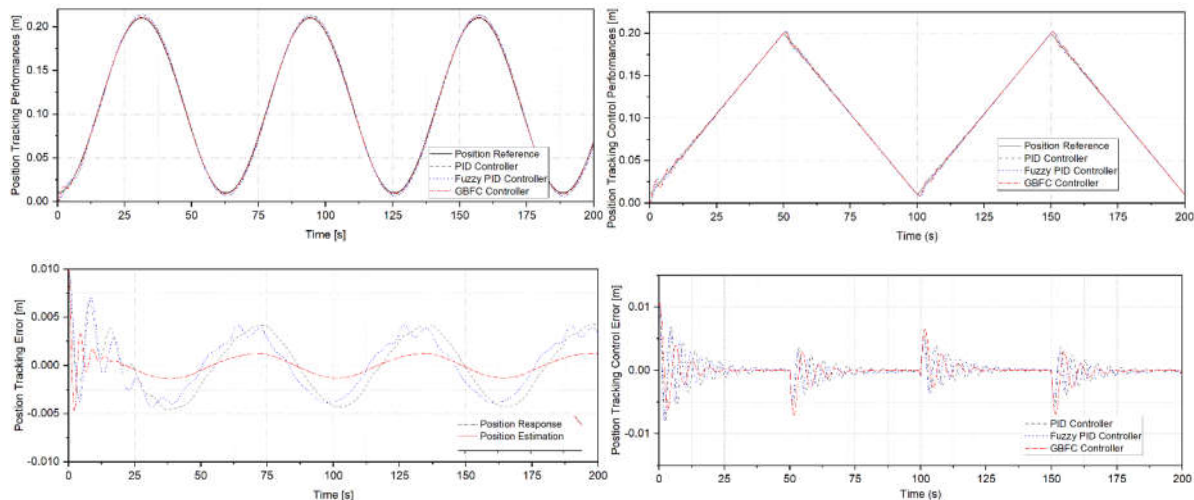 Position Tracking Performances [m]
0.20
0.15
0.10
0.05
0.00
Position Reference
PID Controller
Fuzzy PID Controller
GBFC Controller
0 25 50 75 100 125 150 175 200
Time [s]
Position Tracking Control Performances [m]
0.20
0.15
0.10
0.05
0.00
Position Reference
PID Controller
Fuzzy PID Controller
GBFC Controller
0 25 50 75 100 125 150 175 200
Time (s)
Postion Tracking Error [m]
0.010
0.005
0.000
-0.005
-0.010
Position Response
Position Estimation
0 25 50 75 100 125 150 175 200
Time [s]
Position Tracking Control Error [m]
0.01
0.00
-0.01
PID Controller
Fuzzy PID Controller
GBFC Controller
0 25 50 75 100 125 150 175 200
Time (s)